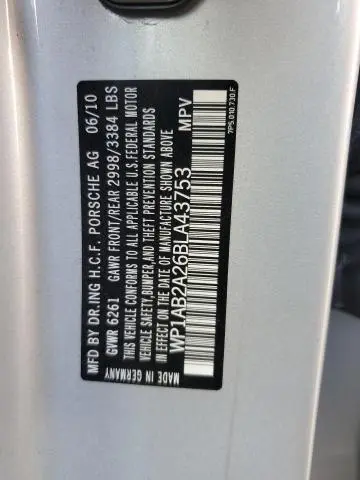 MFD BY DR.ING H.C.F. PORSCHE AG 06/10
GVWR 6261 GAWR FRONT/REAR 2998/3384 LBS
THIS VEHICLE CONFORMS TO ALL APPLICABLE U.S.FEDERAL MOTOR
VEHICLE SAFETY,BUMPER,AND THEFT PREVENTION STANDARDS
IN EFFECT ON THE DATE OF MANUFACTURE SHOWN ABOVE
WP1AB2A26BLA43753 MPV
MADE IN GERMANY
7P5.010.730.F